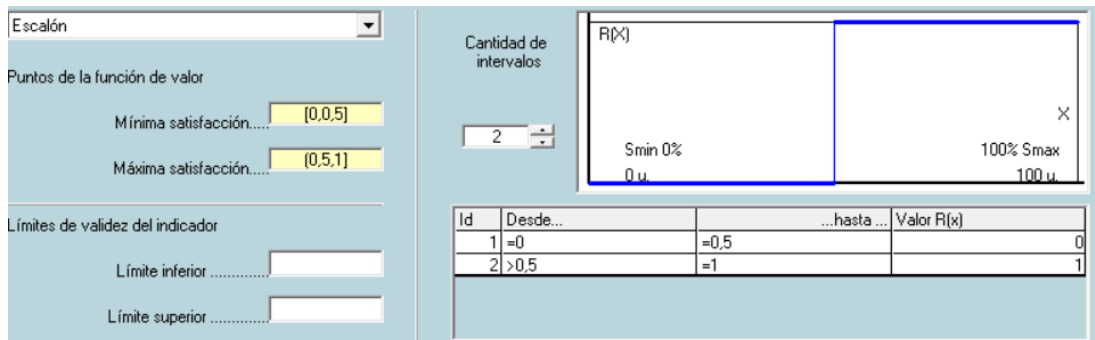 Escalón
Puntos de la función de valor
Mínima satisfacción..... [0,0,5]
Máxima satisfacción..... (0,5,1]
Límites de validez del indicador
Límite inferior .............
Límite superior ..............
Cantidad de
intervalos
2
R(X)
X
Smin 0% 100% Smax
0 u. 100 u.
Id Desde... ...hasta ... Valor R(x)
1 =0 =0,5 0
2 >0,5 =1 1